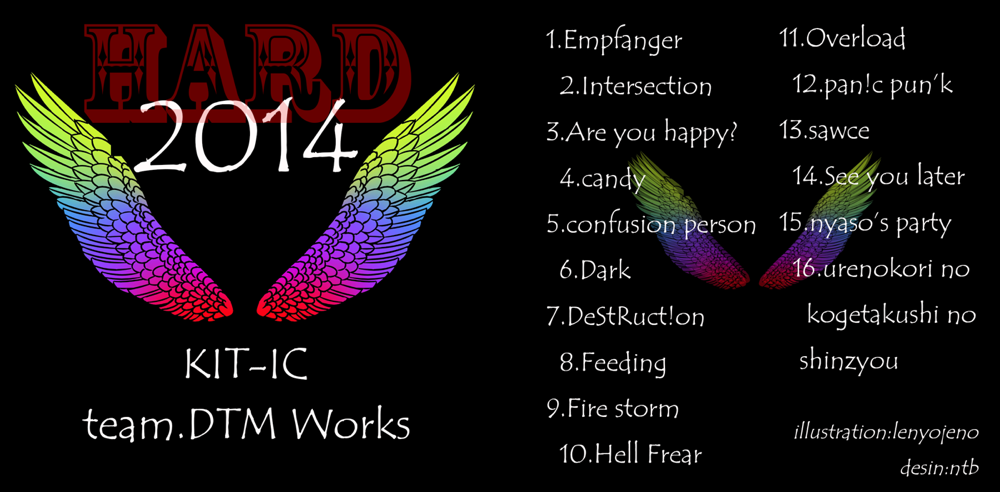 HARD
2014
KIT-IC
team.DTM Works
1.Empfanger
2.Intersection
3.Are you happy?
4.candy
5.confusion person
6.Dark
7.DeStRuct!on
8.Feeding
9.Fire storm
10.Hell Frear
11.Overload
12.pan!c pun'k
13.sawce
14.See you later
15.nyaso's party
16.urenokori no
kogetakushi no
shinzyou
illustration:lenyojeno
desin:ntb